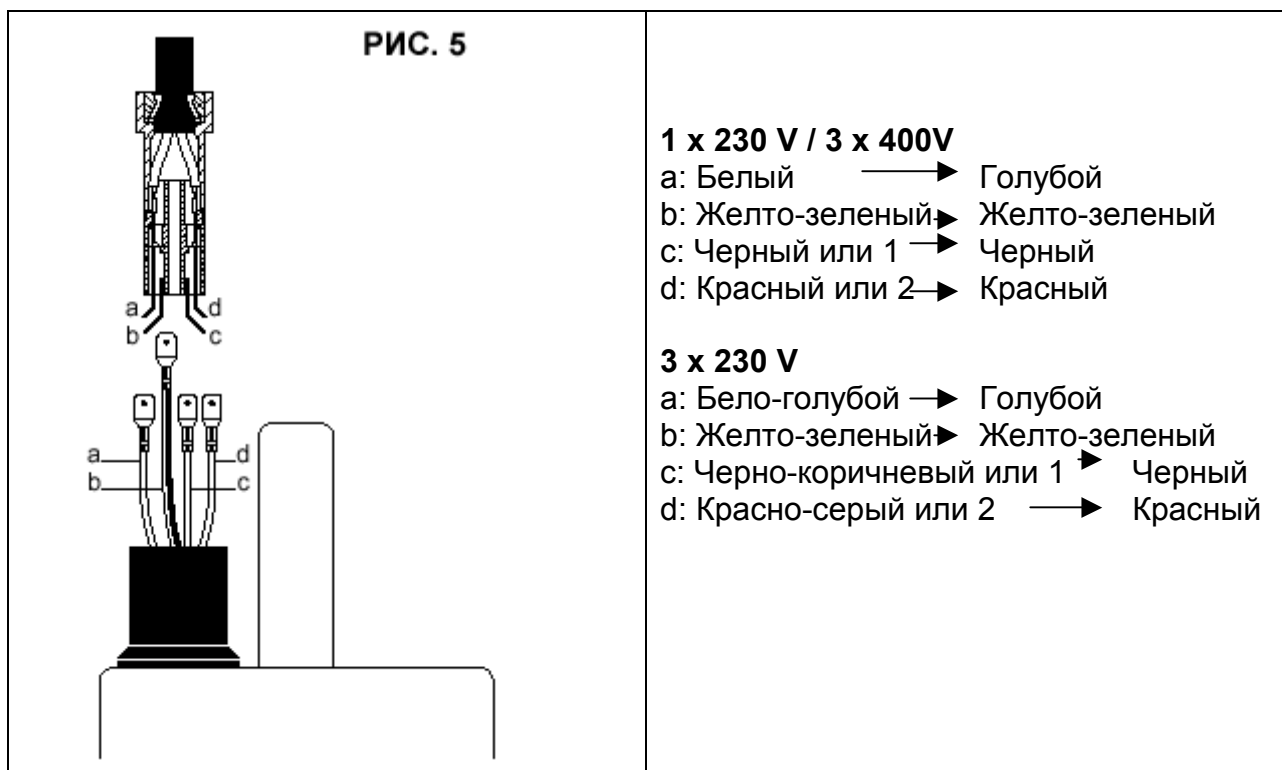 РИС. 5
a
b
d
c
a
b
d
c
1 x 230 V / 3 x 400V
a: Белый → Голубой
b: Желто-зеленый → Желто-зеленый
c: Черный или 1 → Черный
d: Красный или 2 → Красный
3 x 230 V
a: Бело-голубой → Голубой
b: Желто-зеленый → Желто-зеленый
c: Черно-коричневый или 1 → Черный
d: Красно-серый или 2 → Красный